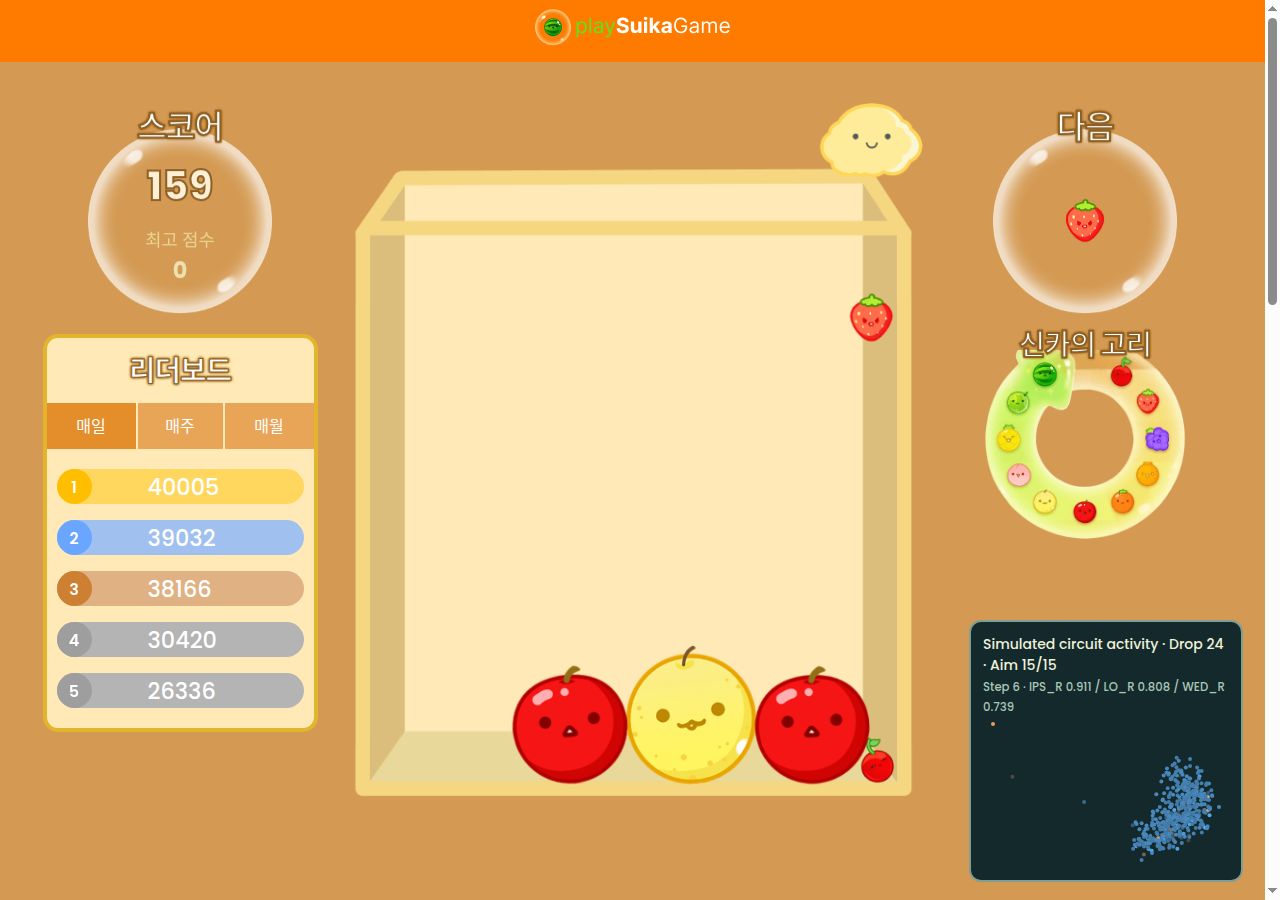 playSuikaGame
스코어
159
최고 점수
0
다음
리더보드
매일 매주 매월
1 40005
2 39032
3 38166
4 30420
5 26336
신카의 고리
Simulated circuit activity · Drop 24
· Aim 15/15
Step 6 · IPS_R 0.911 / LO_R 0.808 / WED_R
0.739